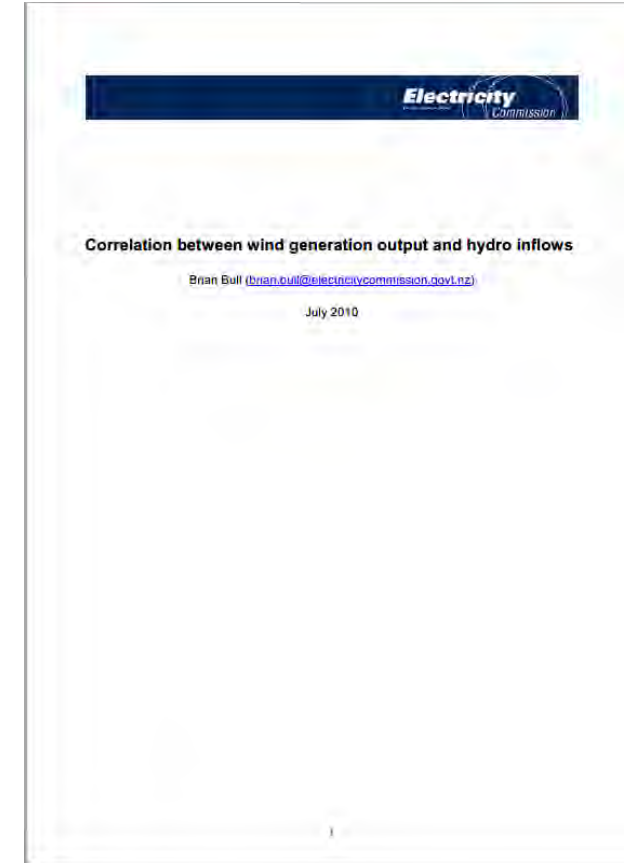 Electricity
Commission
Correlation between wind generation output and hydro inflows
Brian Bull (brian.bull@electricitycommission.govt.nz)
July 2010